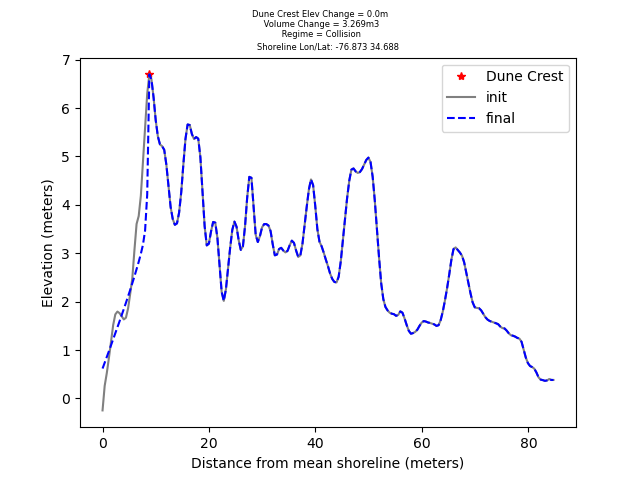 Dune Crest Elev Change = 0.0m
Volume Change = 3.269m3
Regime = Collision
Shoreline Lon/Lat: -76.873 34.688
Dune Crest
init
final
7
6
5
4
3
2
1
0
Elevation (meters)
0 20 40 60 80
Distance from mean shoreline (meters)